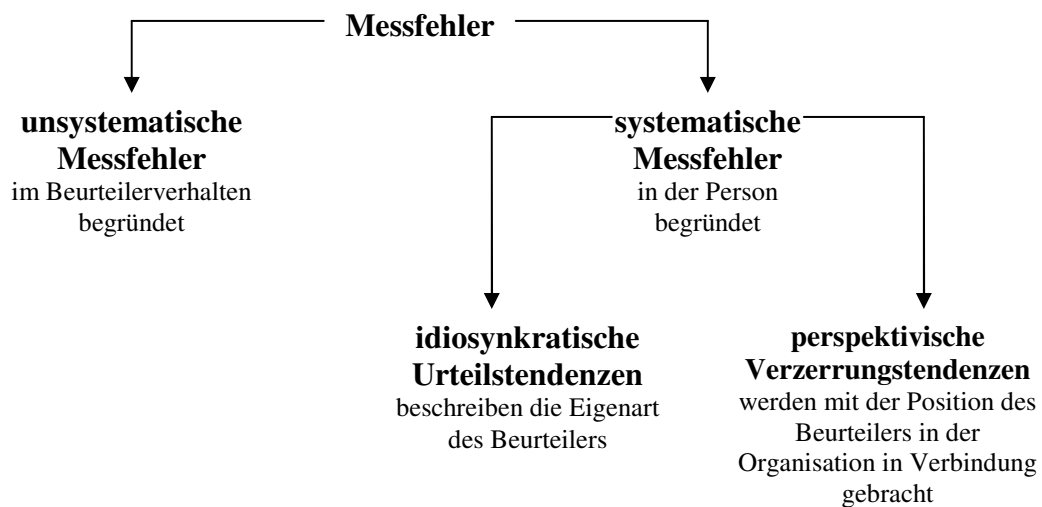 Messfehler
unsystematische
Messfehler
im Beurteilerverhalten
begründet
systematische
Messfehler
in der Person
begründet
idiosynkratische
Urteilstendenzen
beschreiben die Eigenart
des Beurteilers
perspektivische
Verzerrungstendenzen
werden mit der Position des
Beurteilers in der
Organisation in Verbindung
gebracht